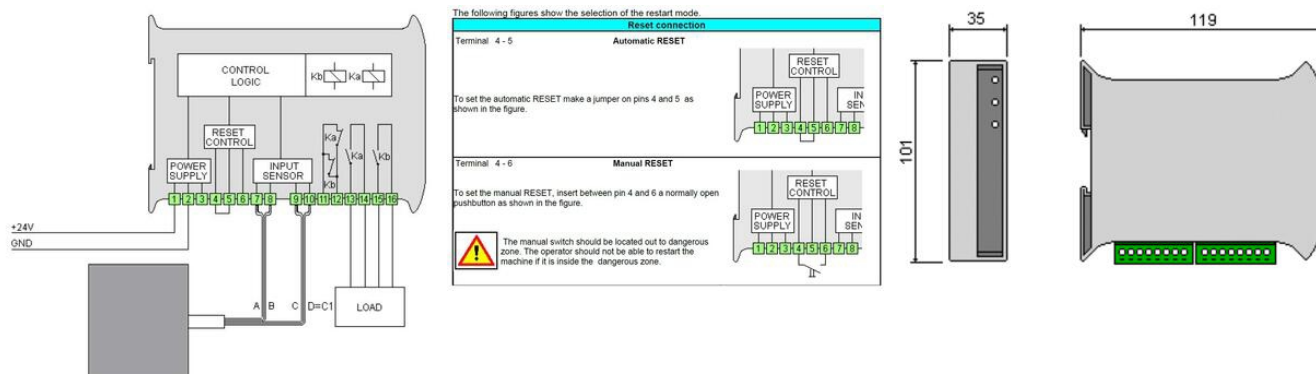 CONTROL
LOGIC
Kb Ka
RESET
CONTROL
Ka
Ka
Kb
Kb
POWER
SUPPLY
INPUT
SENSOR
1 2 3 4 5 6 7 8 9 10 11 12 13 14 15 16
+24V
GND
A B C D=C1
LOAD
The following figures show the selection of the restart mode.
Reset connection
Terminal 4 - 5 Automatic RESET
To set the automatic RESET make a jumper on pins 4 and 5 as
shown in the figure.
RESET
CONTROL
POWER
SUPPLY
IN
SEN
1 2 3 4 5 6 7 8
Terminal 4 - 6 Manual RESET
To set the manual RESET, insert between pin 4 and 6 a normally open
pushbutton as shown in the figure.
The manual switch should be located out to dangerous
zone. The operator should not be able to restart the
machine if it is inside the dangerous zone.
RESET
CONTROL
POWER
SUPPLY
IN
SEN
1 2 3 4 5 6 7 8
35
101
119